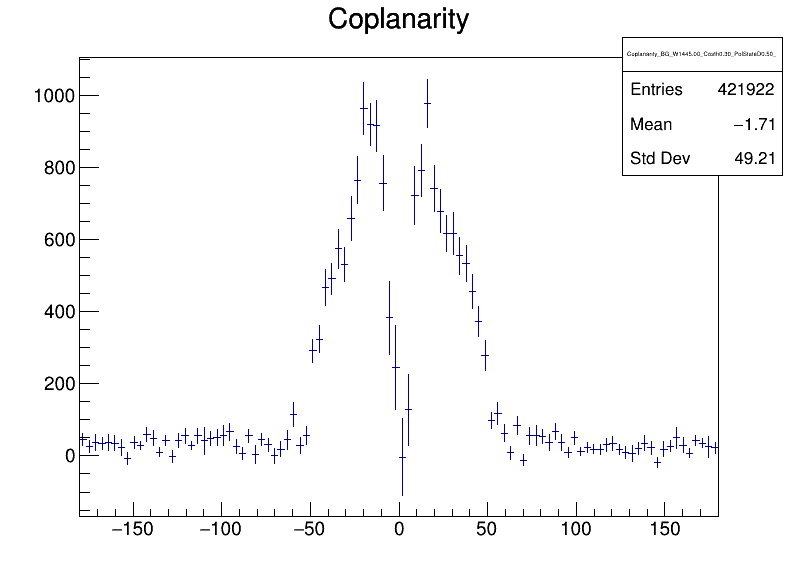 Coplanarity
Coplanarity_BG_W1445.00_Costh0.30_PolStateD0.50_
Entries 421922
Mean −1.71
Std Dev 49.21
1000
800
600
400
200
0
−150 −100 −50 0 50 100 150